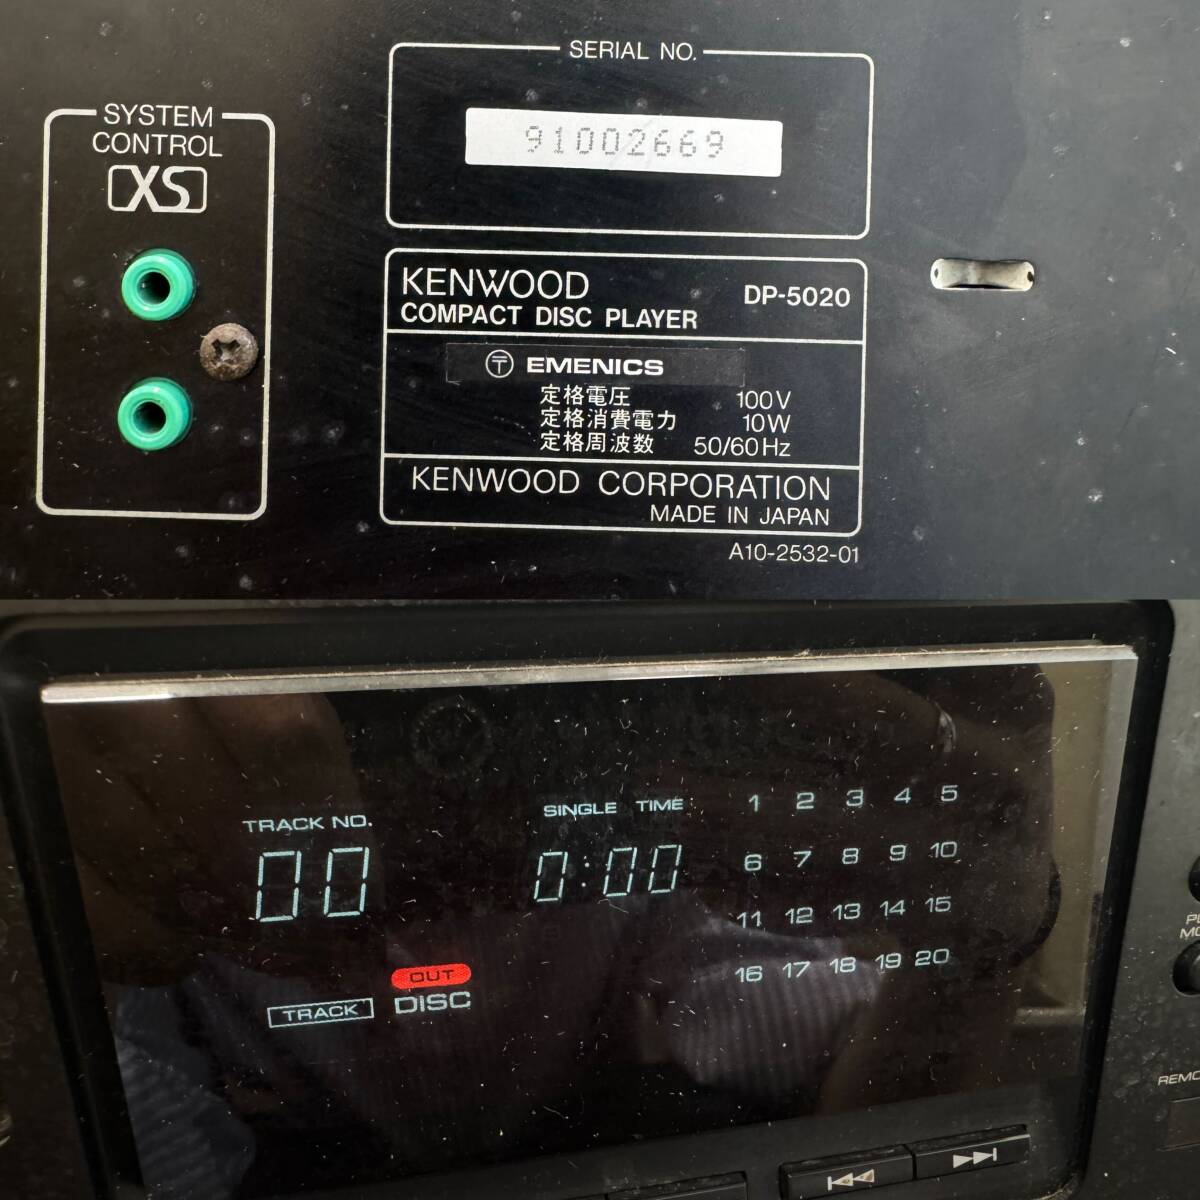 SERIAL NO.
91002669
SYSTEM
CONTROL
XS
KENWOOD
DP-5020
COMPACT DISC PLAYER
〒 EMENICS
定格電圧 100V
定格消費電力 10W
定格周波数 50/60Hz
KENWOOD CORPORATION
MADE IN JAPAN
A10-2532-01
TRACK NO.
00
SINGLE TIME
0:00
1 2 3 4 5
6 7 8 9 10
11 12 13 14 15
16 17 18 19 20
OUT
DISC
TRACK